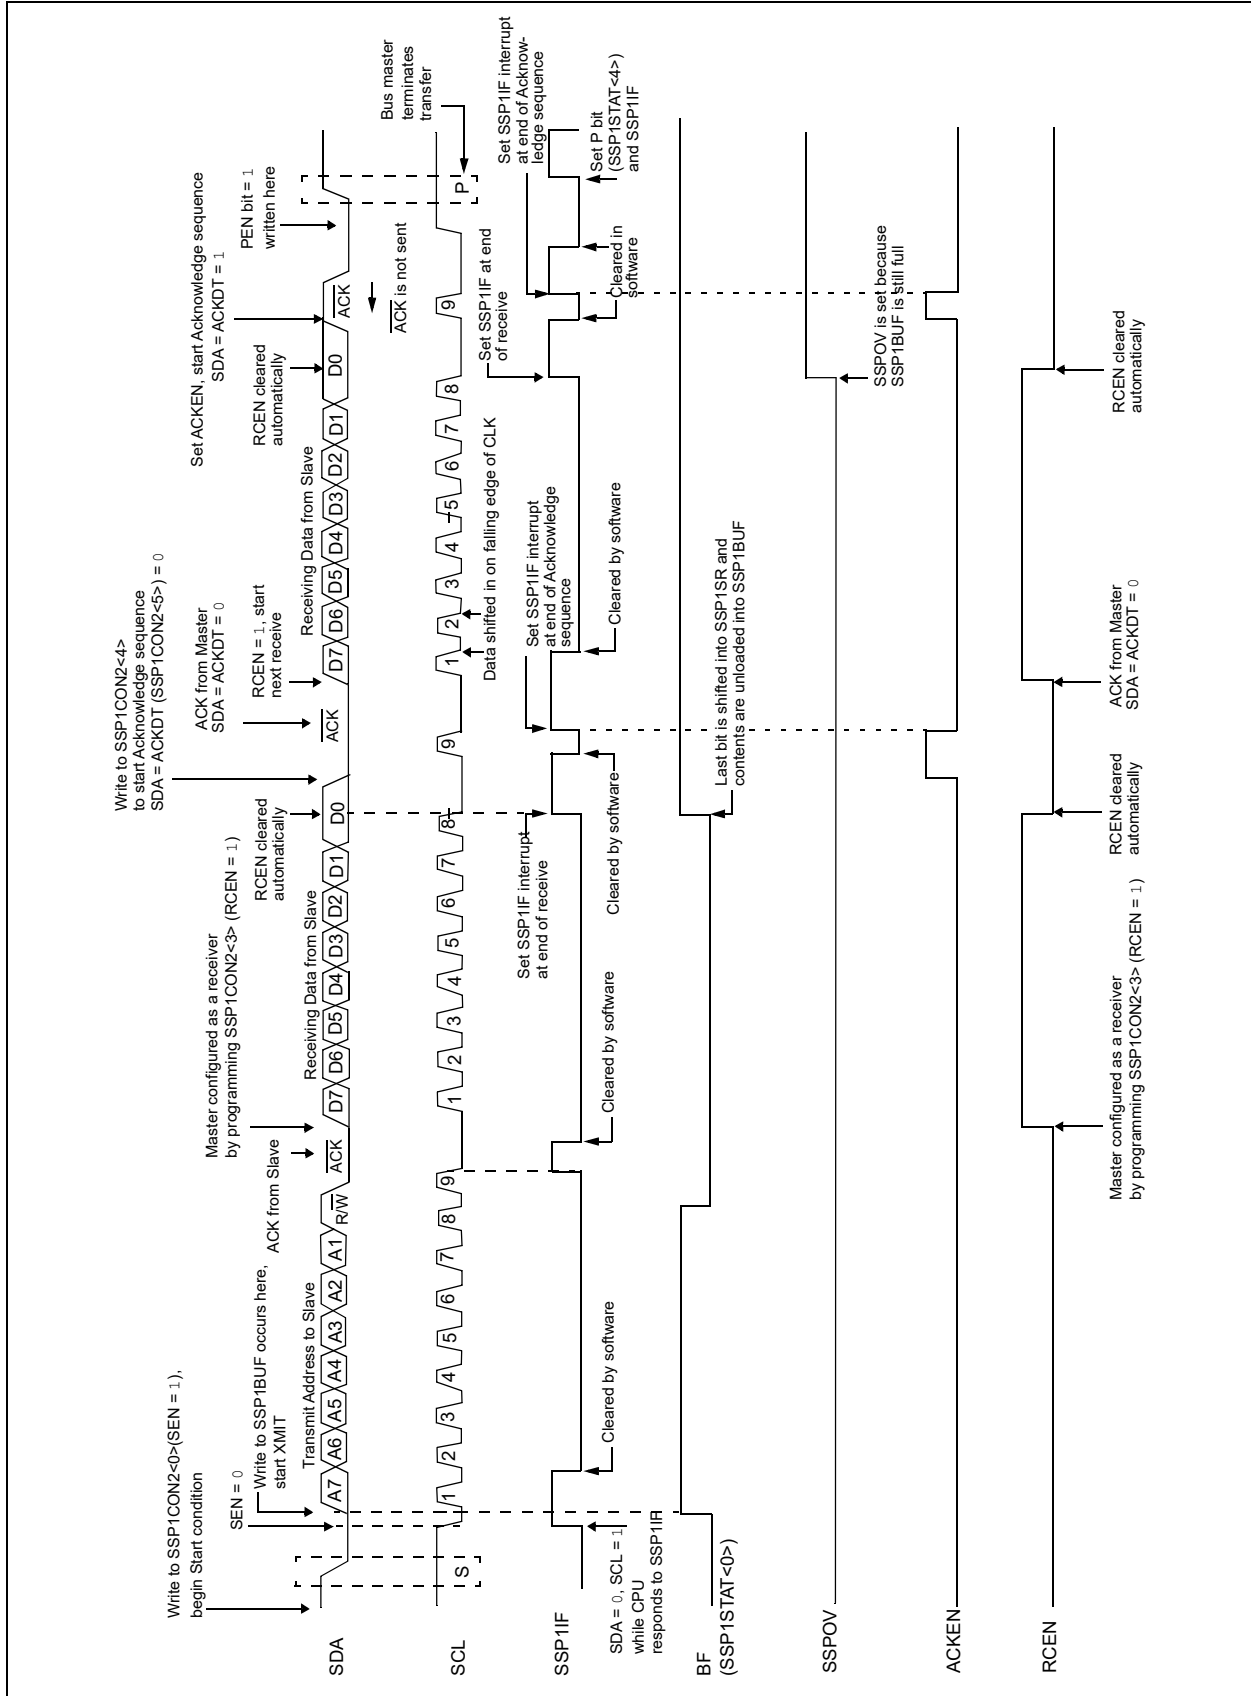 Write to SSP1CON2<0>(SEN = 1),
begin Start condition
SEN = 0
Write to SSP1BUF occurs here,
start XMIT
ACK from Slave
Master configured as a receiver
by programming SSP1CON2<3> (RCEN = 1)
RCEN cleared
automatically
Write to SSP1CON2<4>
to start Acknowledge sequence
SDA = ACKDT (SSP1CON2<5>) = 0
ACK from Master
SDA = ACKDT = 0
RCEN = 1, start
next receive
RCEN cleared
automatically
Set ACKEN, start Acknowledge sequence
SDA = ACKDT = 1
PEN bit = 1
written here
Bus master
terminates
transfer
Transmit Address to Slave
Receiving Data from Slave
Receiving Data from Slave
SDA
A7 A6 A5 A4 A3 A2 A1 R/W ACK D7 D6 D5 D4 D3 D2 D1 D0 ACK D7 D6 D5 D4 D3 D2 D1 D0 ACK
ACK is not sent
SCL
S 1 2 3 4 5 6 7 8 9 1 2 3 4 5 6 7 8 9 1 2 3 4 5 6 7 8 9 P
Data shifted in on falling edge of CLK
Set SSP1IF interrupt
at end of receive
Set SSP1IF interrupt
at end of Acknowledge
sequence
Set SSP1IF at end
of receive
Set SSP1IF interrupt
at end of Acknow-
ledge sequence
SSP1IF
SDA = 0, SCL = 1
while CPU
responds to SSP1IF
Cleared by software
Cleared by software
Cleared by software
Cleared by software
Cleared in
software
Set P bit
(SSP1STAT<4>)
and SSP1IF
BF
(SSP1STAT<0>)
Last bit is shifted into SSP1SR and
contents are unloaded into SSP1BUF
SSPOV
SSPOV is set because
SSP1BUF is still full
ACKEN
RCEN
Master configured as a receiver
by programming SSP1CON2<3> (RCEN = 1)
RCEN cleared
automatically
ACK from Master
SDA = ACKDT = 0
RCEN cleared
automatically